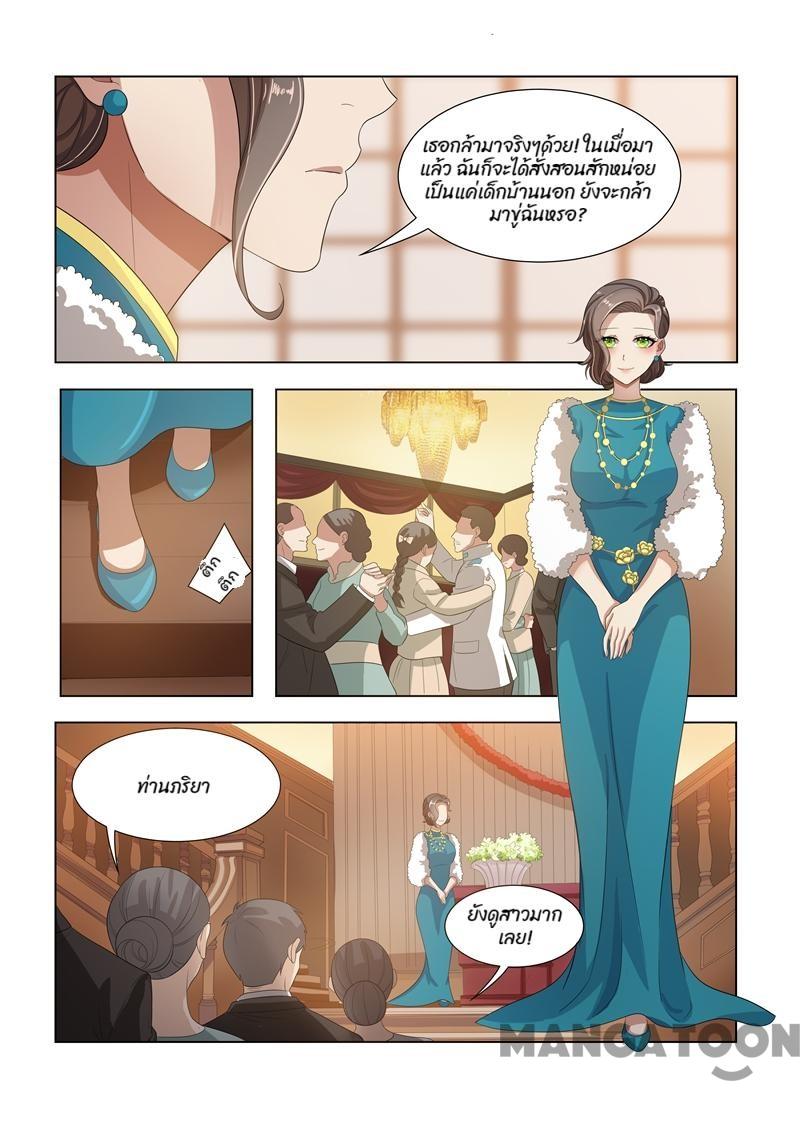 เธอกล้ามาจริงๆด้วย! ในเมื่อมา
แล้ว ฉันก็จะได้สั่งสอนสักหน่อย
เป็นแค่เด็กบ้านนอก ยังจะกล้า
มาขู่ฉันหรอ?
ติ๊ก
ติ๊ก
ท่านภริยา
ยังดูสาวมาก
เลย!
MANGATOON